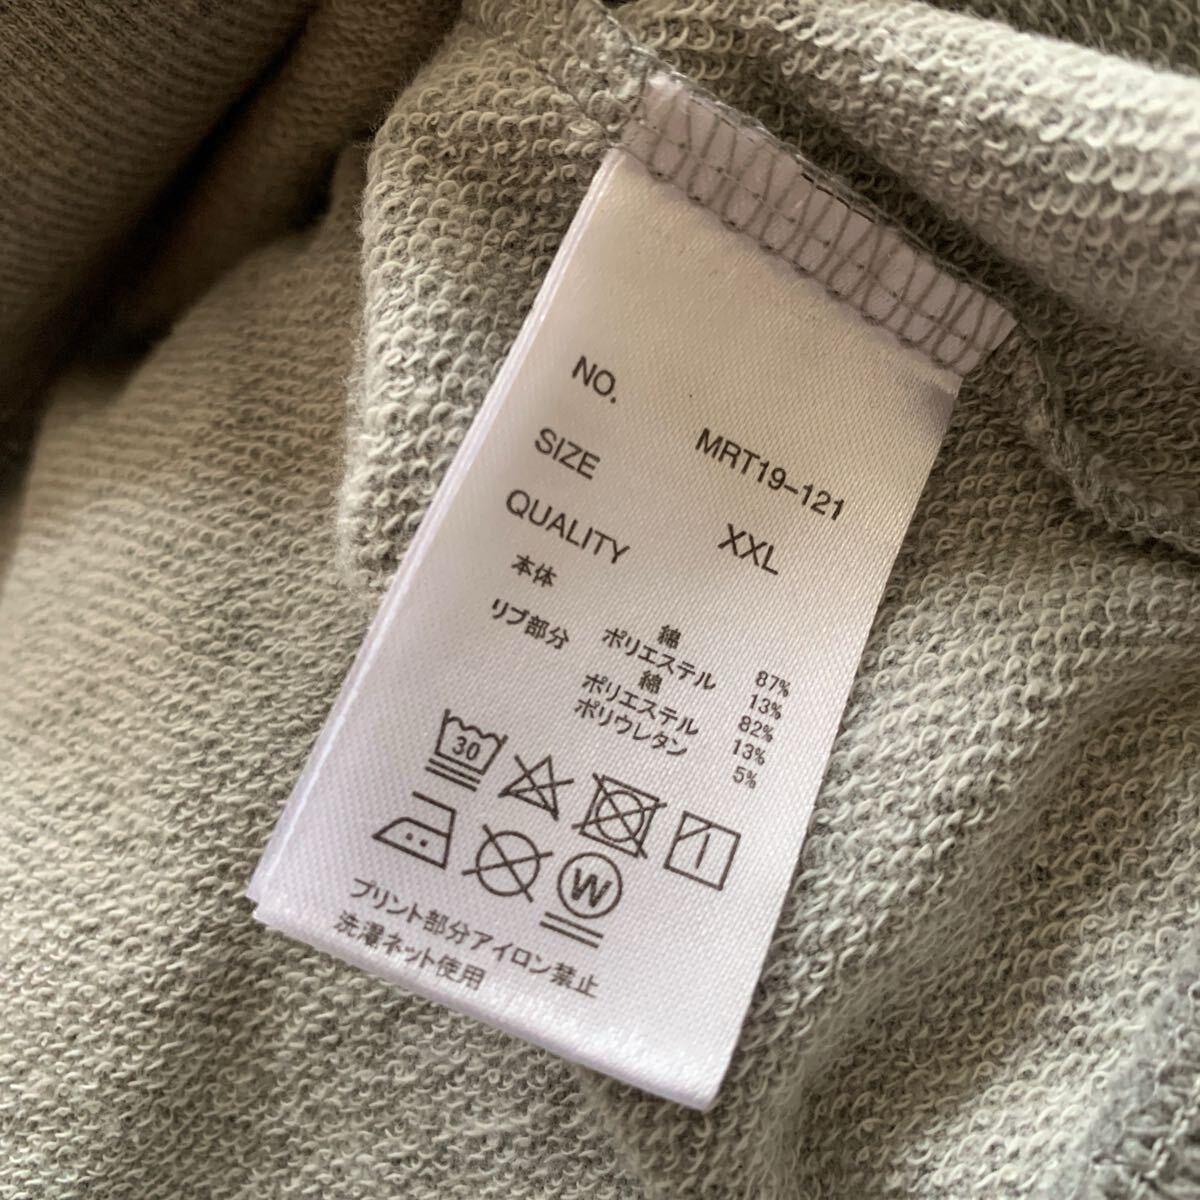 NO. MRT19-121
SIZE XXL
QUALITY
本体 綿 87%
ポリエステル 13%
リブ部分 綿 82%
ポリエステル 13%
ポリウレタン 5%
30
W
プリント部分アイロン禁止
洗濯ネット使用